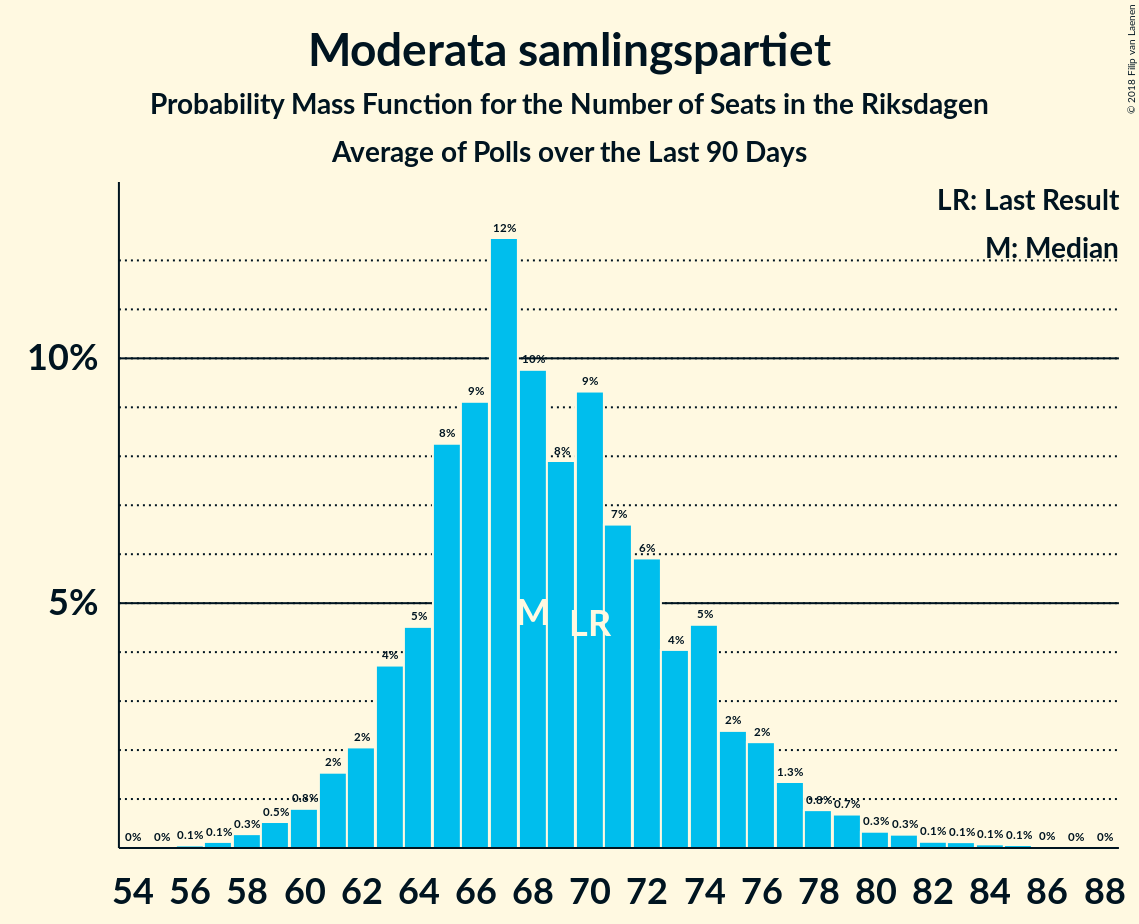 Moderata samlingspartiet
Probability Mass Function for the Number of Seats in the Riksdagen
Average of Polls over the Last 90 Days
© 2018 Filip van Laenen
LR: Last Result
M: Median
10%
5%
0% 0% 0.1% 0.1% 0.3% 0.5% 0.8% 2% 2% 4% 5% 8% 9% 12% 10% 8% 9% 7% 6% 4% 5% 2% 2% 1.3% 0.8% 0.7% 0.3% 0.3% 0.1% 0.1% 0.1% 0.1% 0% 0% 0%
M LR
54 56 58 60 62 64 66 68 70 72 74 76 78 80 82 84 86 88